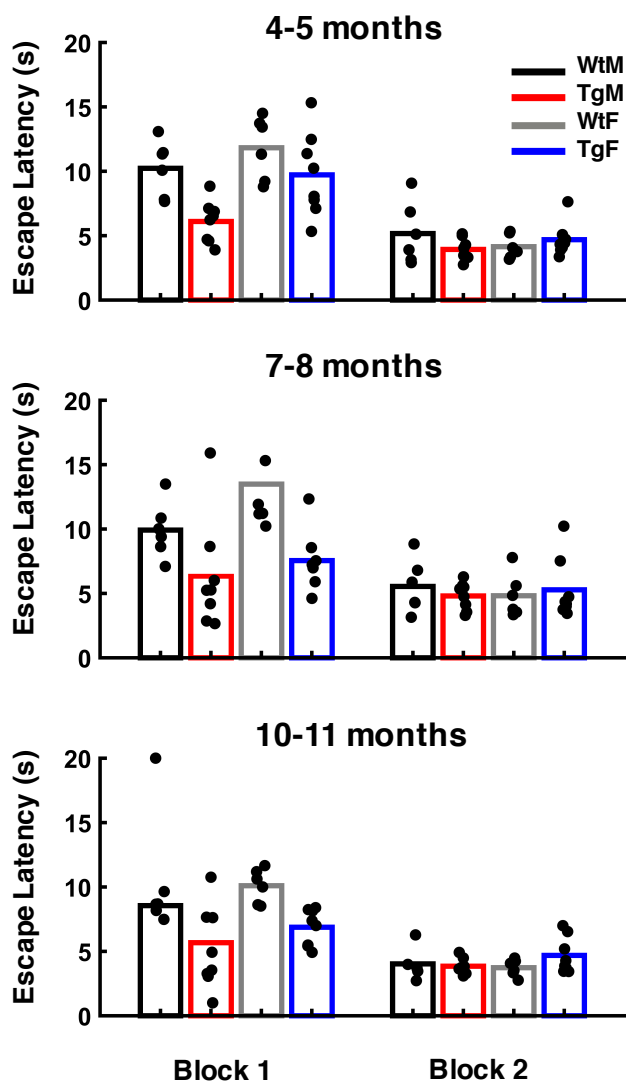 4-5 months
Escape Latency (s)
20
15
10
5
0
WtM
TgM
WtF
TgF
7-8 months
Escape Latency (s)
20
15
10
5
0
10-11 months
Escape Latency (s)
20
15
10
5
0
Block 1 Block 2